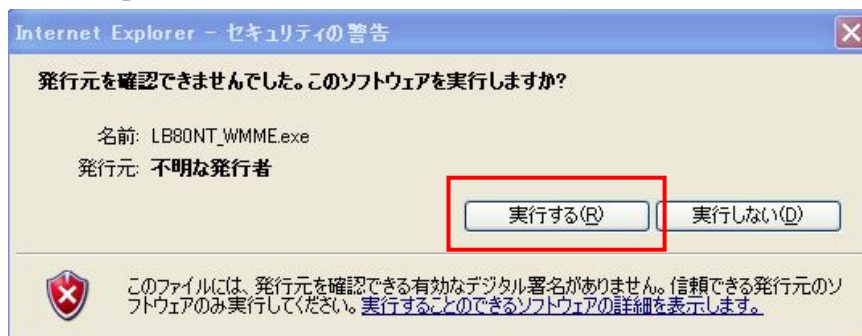 Internet Explorer - セキュリティの警告
発行元を確認できませんでした。このソフトウェアを実行しますか?
名前: LB80NT_WMME.exe
発行元: 不明な発行者
実行する(R) 実行しない(D)
このファイルには、発行元を確認できる有効なデジタル署名がありません。信頼できる発行元のソ
フトウェアのみ実行してください。実行することのできるソフトウェアの詳細を表示します。